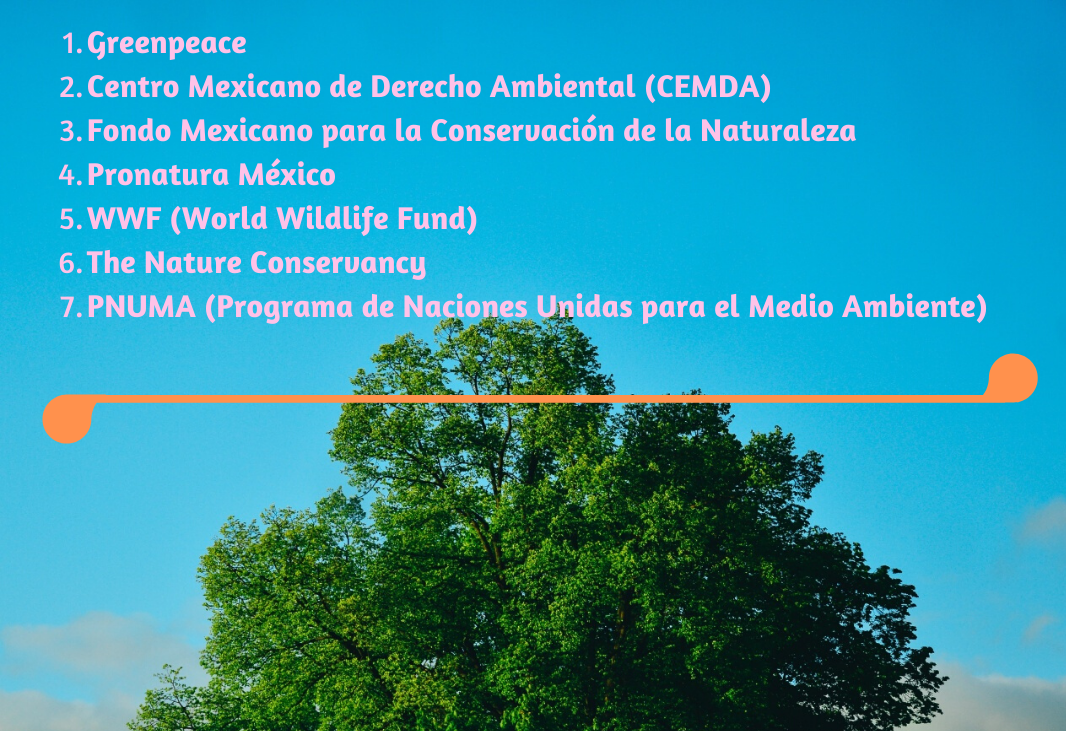 1. Greenpeace
2. Centro Mexicano de Derecho Ambiental (CEMDA)
3. Fondo Mexicano para la Conservación de la Naturaleza
4. Pronatura México
5. WWF (World Wildlife Fund)
6. The Nature Conservancy
7. PNUMA (Programa de Naciones Unidas para el Medio Ambiente)